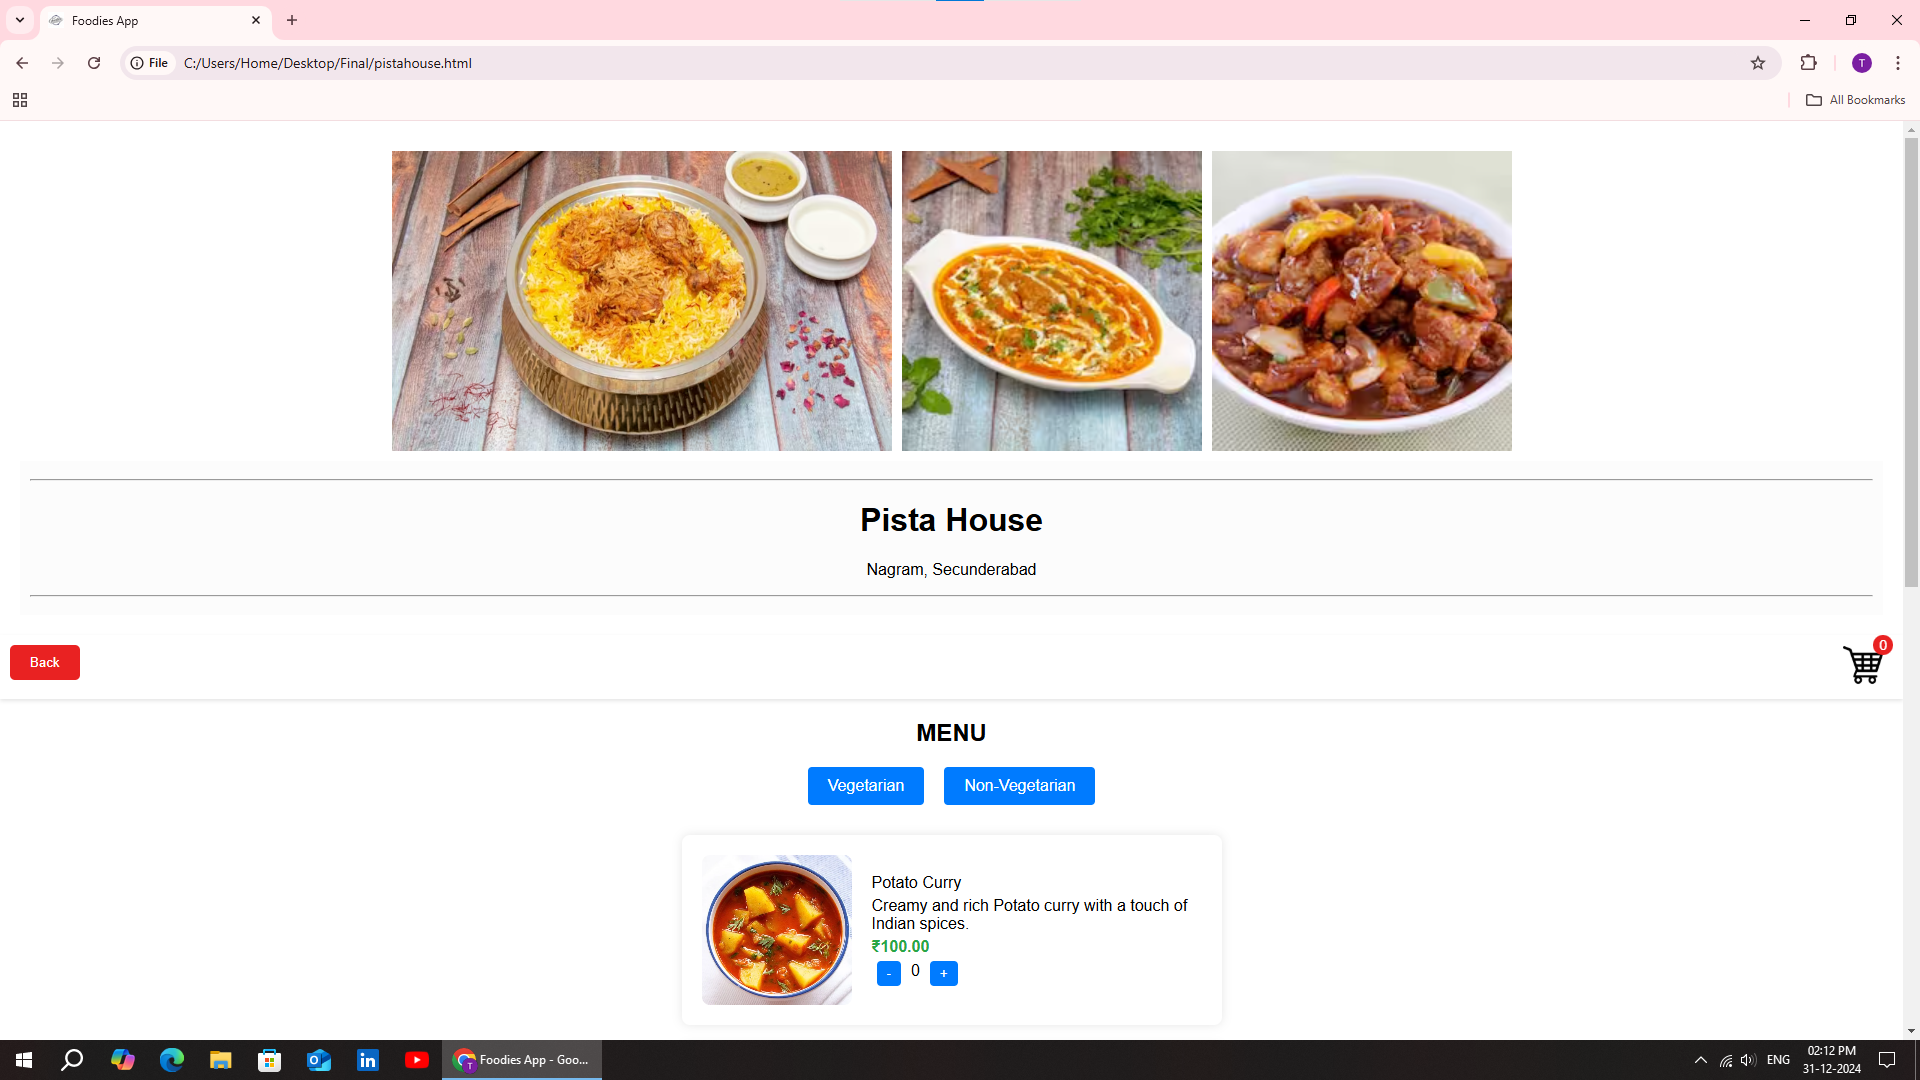 Foodies App
File
C:/Users/Home/Desktop/Final/pistahouse.html
T
All Bookmarks
Pista House
Nagram, Secunderabad
Back
0
MENU
Vegetarian
Non-Vegetarian
Potato Curry
Creamy and rich Potato curry with a touch of
Indian spices.
₹100.00
- 0 +
Foodies App - Goo...
ENG
02:12 PM
31-12-2024